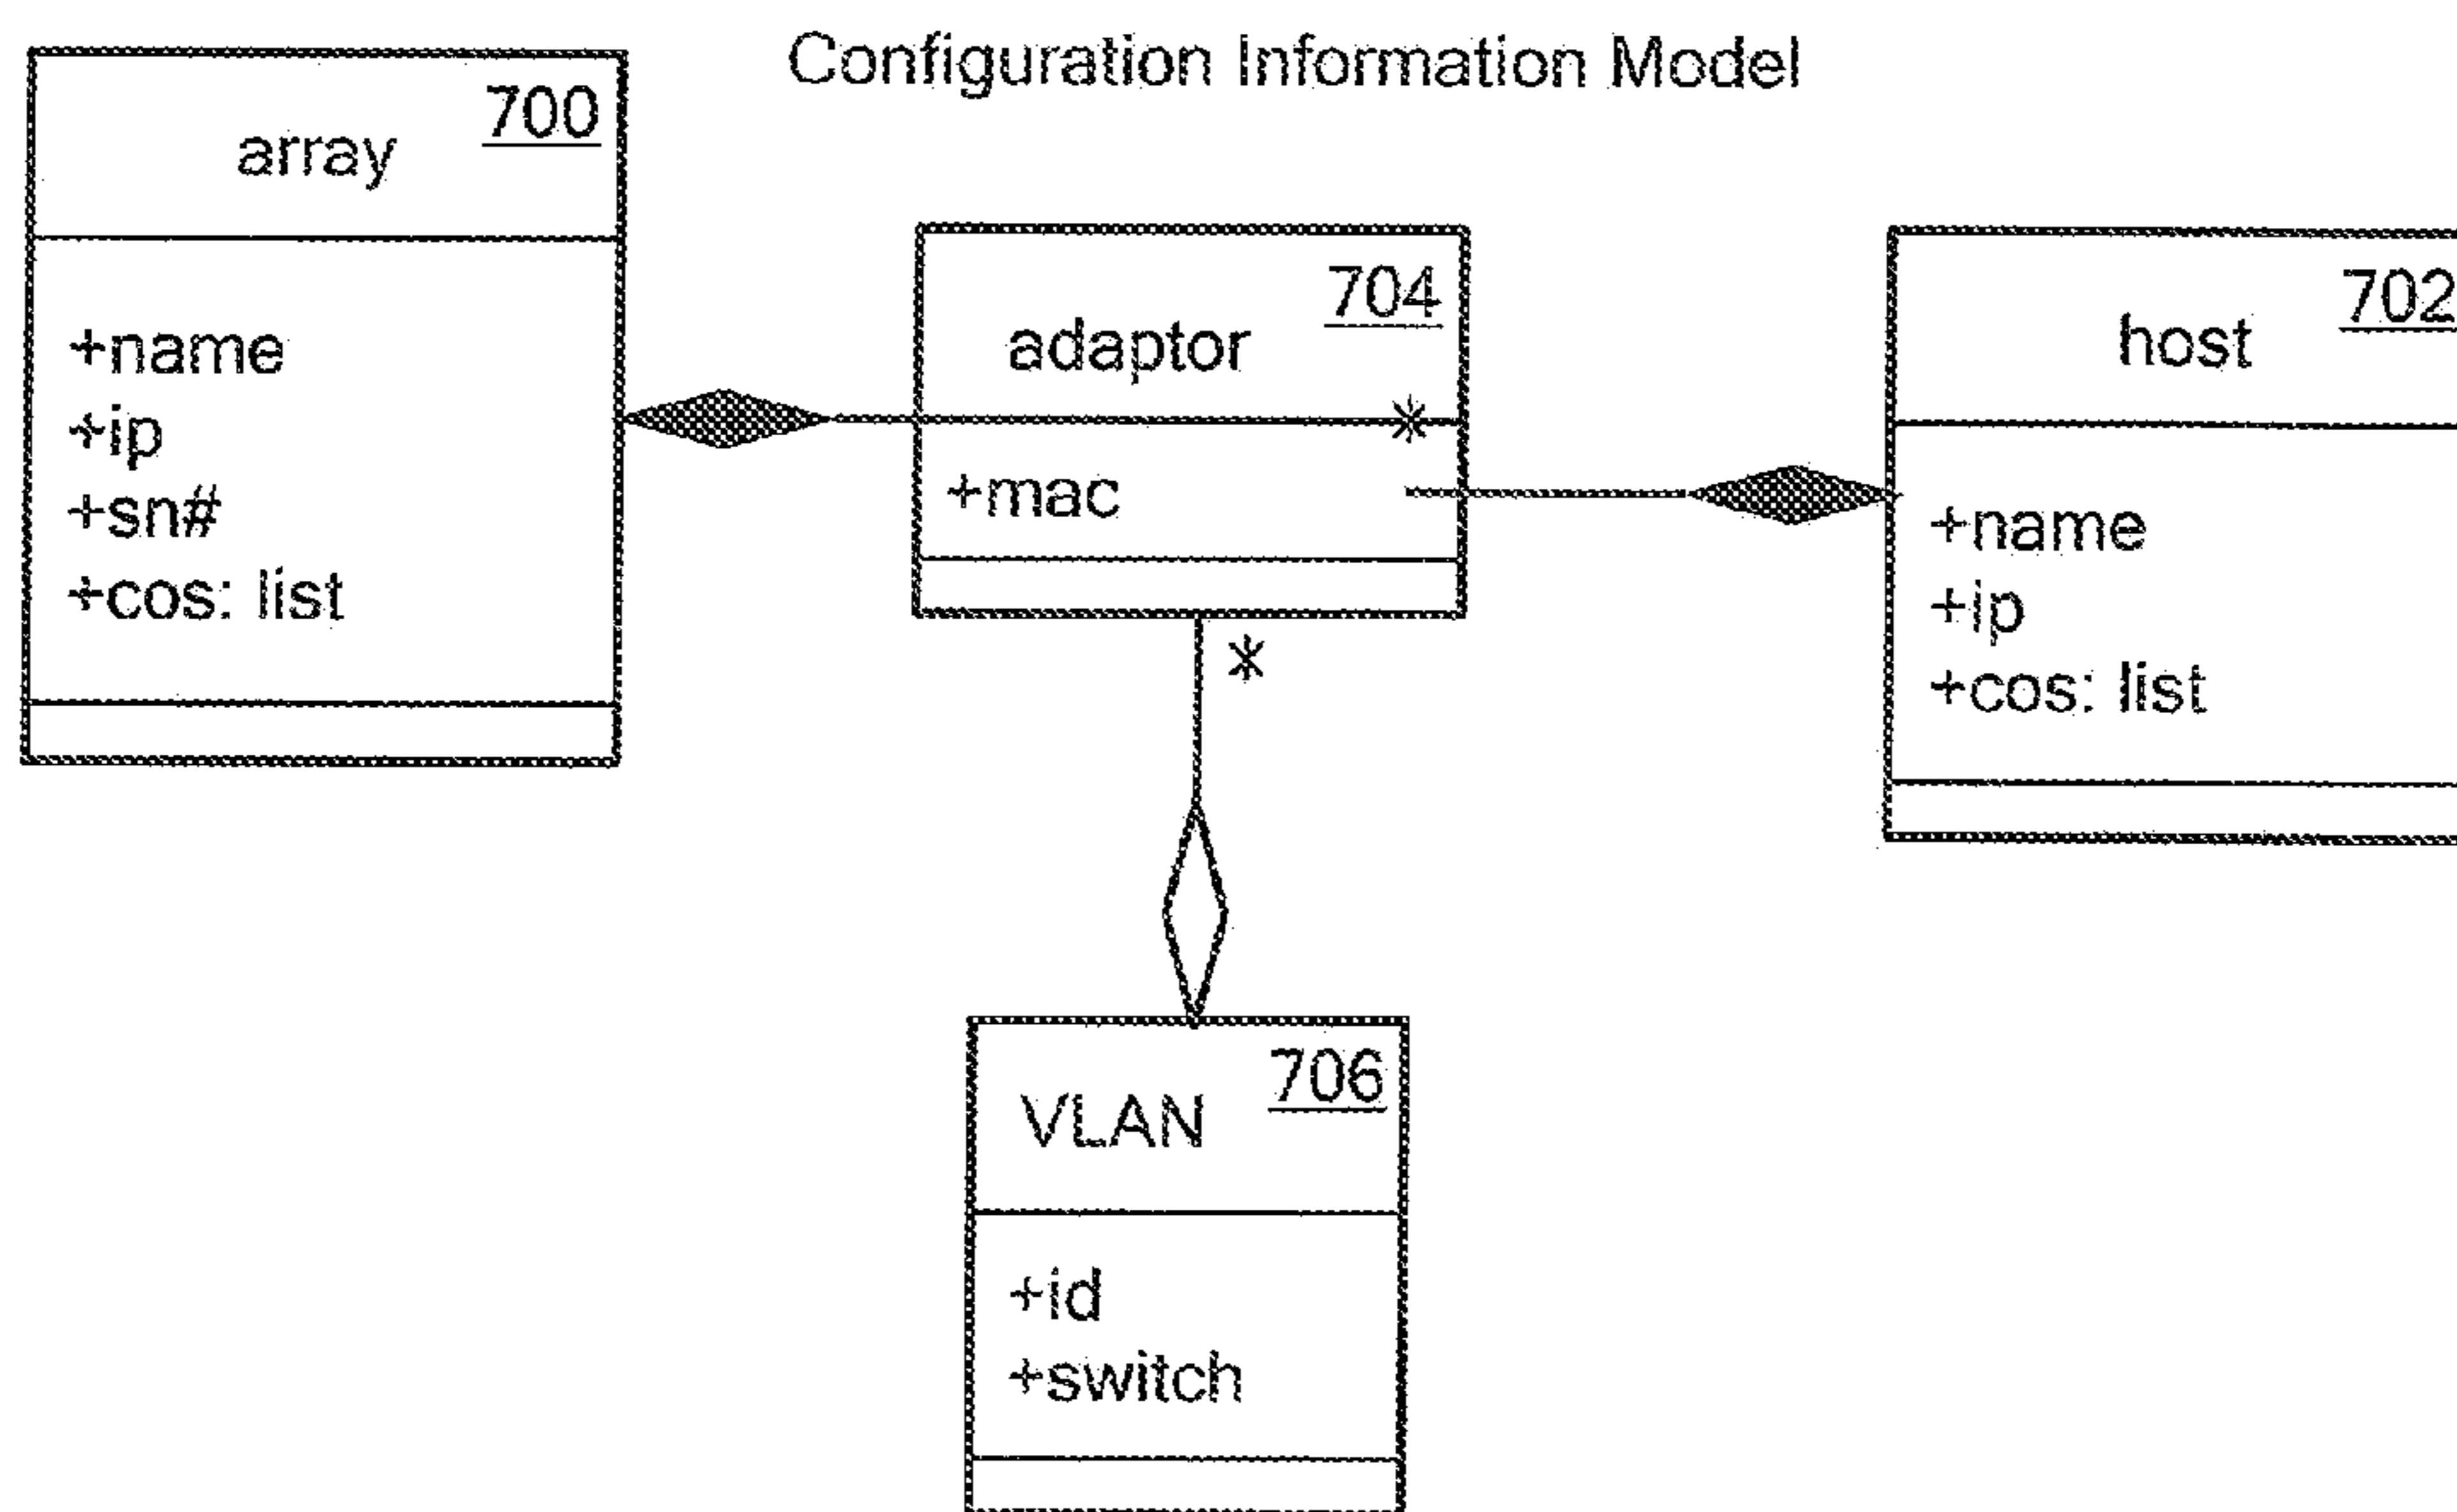 Configuration Information Model
700
array
+name
+ip
+sn#
+cos: list
704
adaptor
*
+mac
*
702
host
+name
+ip
+cos: list
706
VLAN
+id
+switch